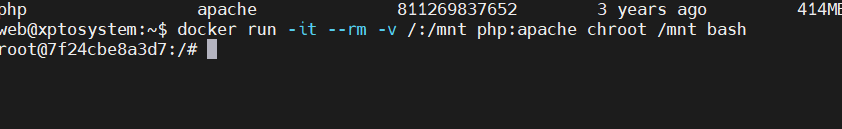 php apache 811269837652 3 years ago 414MB
web@xptosystem:~$ docker run -it --rm -v /:/mnt php:apache chroot /mnt bash
root@7f24cbe8a3d7:/#